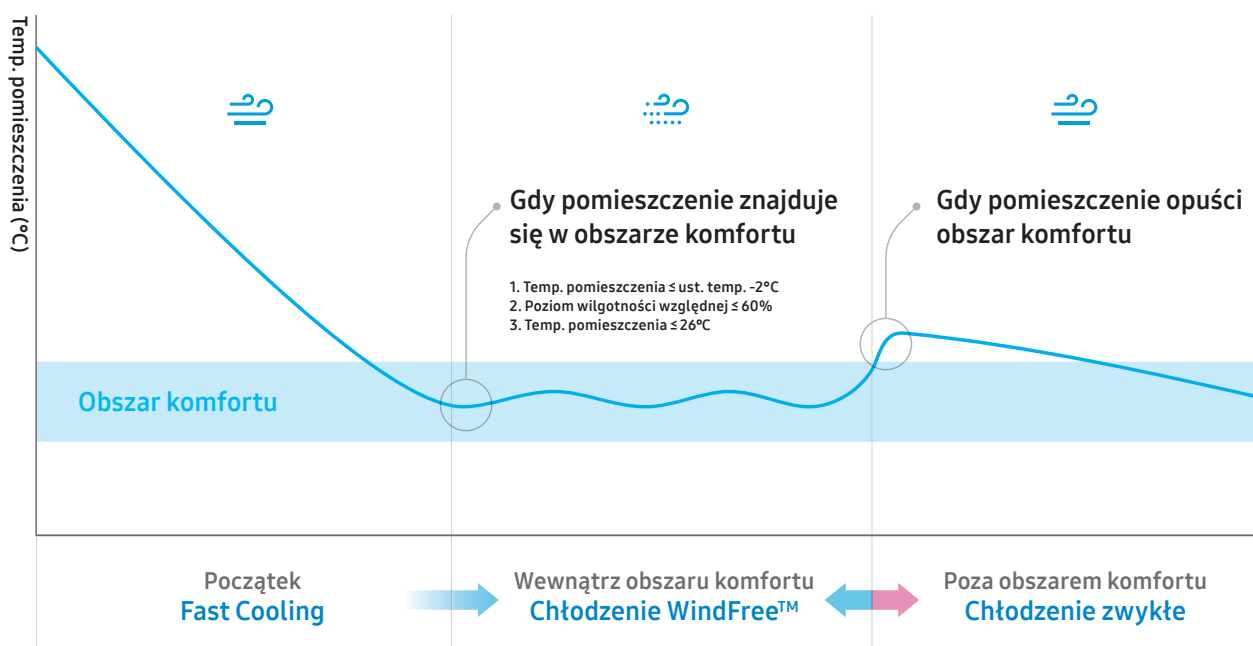 Temp. pomieszczenia (°C)
Gdy pomieszczenie znajduje
się w obszarze komfortu
1. Temp. pomieszczenia ≤ ust. temp. -2°C
2. Poziom wilgotności względnej ≤ 60%
3. Temp. pomieszczenia ≤ 26°C
Gdy pomieszczenie opuści
obszar komfortu
Obszar komfortu
Początek
Fast Cooling
Wewnątrz obszaru komfortu
Chłodzenie WindFree™
Poza obszarem komfortu
Chłodzenie zwykłe